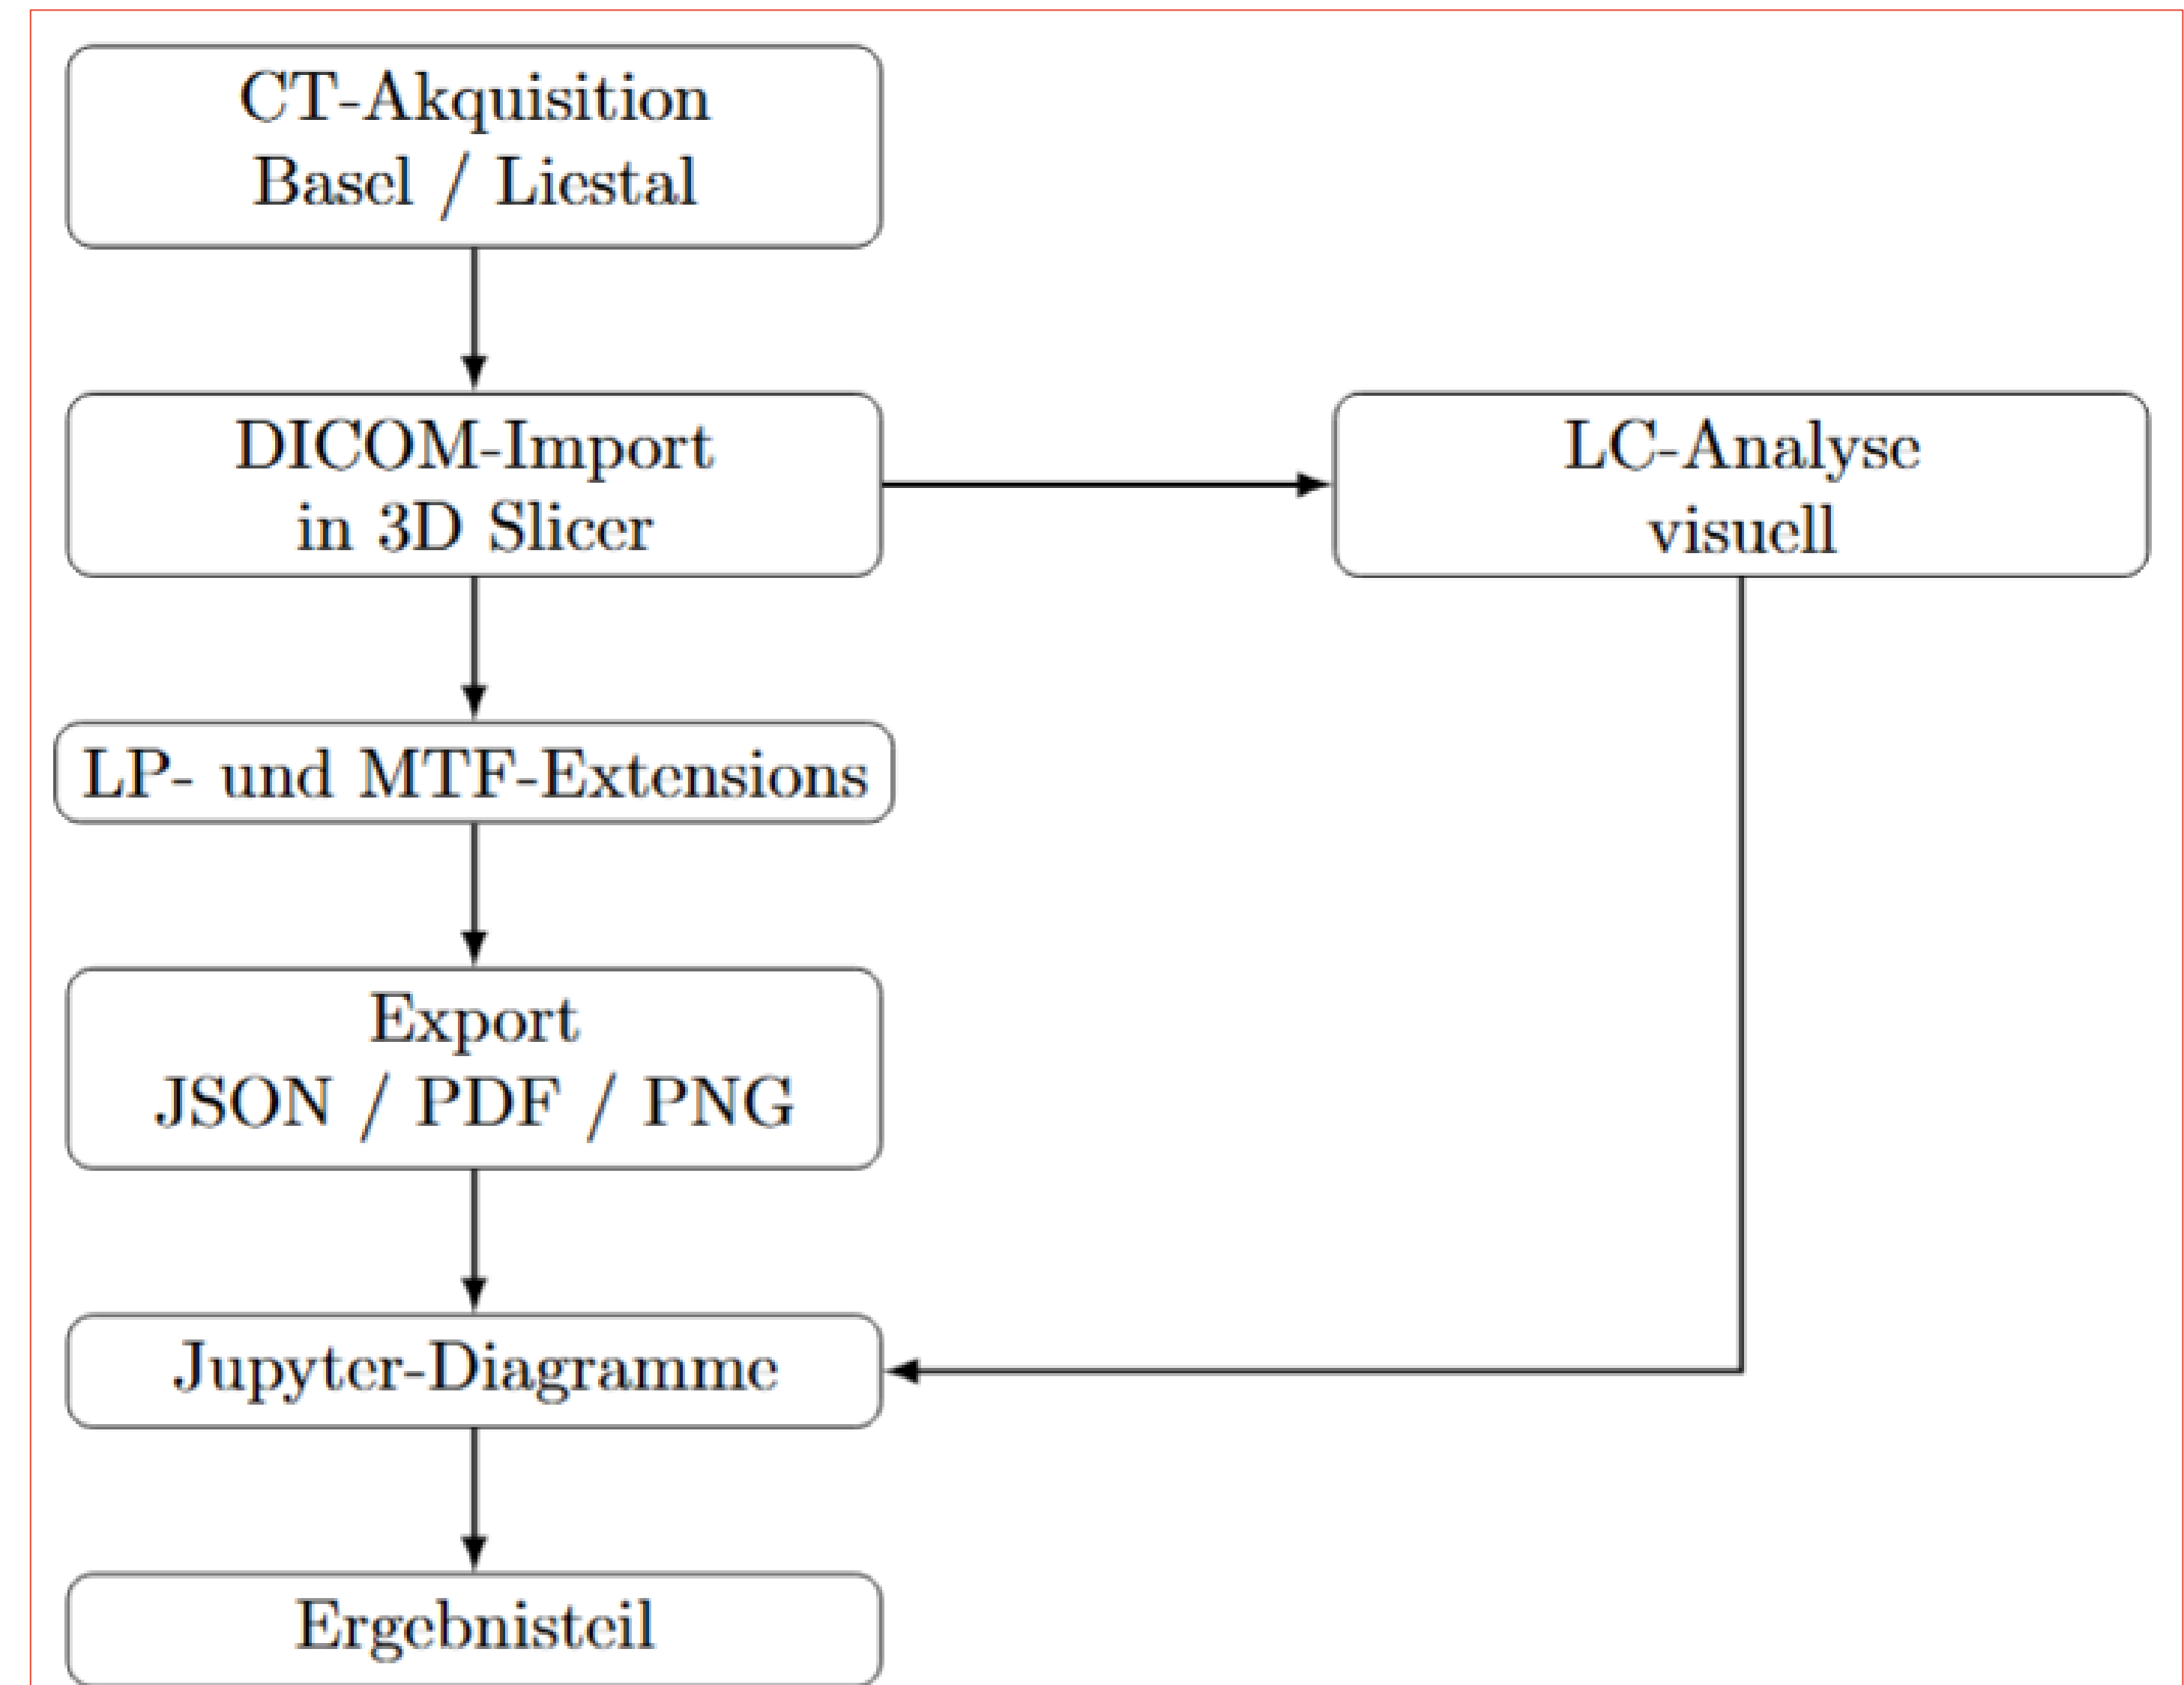 CT-Akquisition
Basel / Liestal
DICOM-Import
in 3D Slicer
LC-Analyse
visuell
LP- und MTF-Extensions
Export
JSON / PDF / PNG
Jupyter-Diagramme
Ergebnisteil